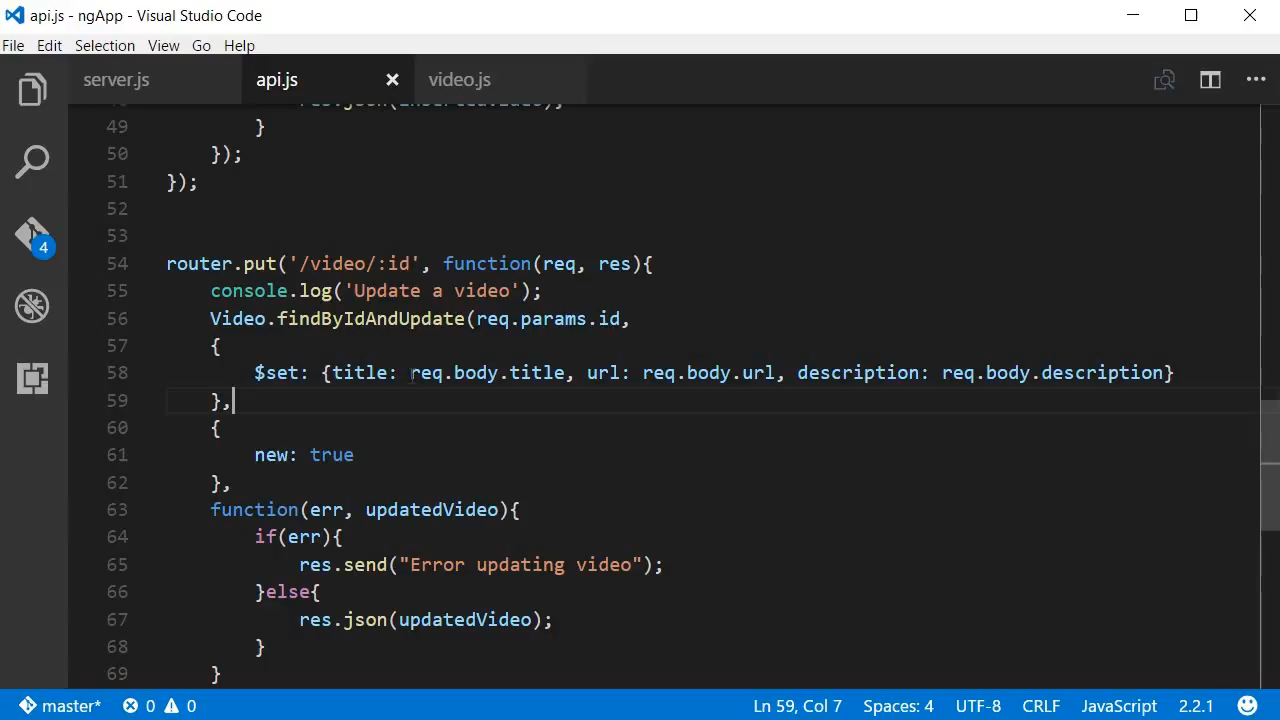 api.js - ngApp - Visual Studio Code
File Edit Selection View Go Help
server.js api.js video.js
49 }
50 });
51 });
52
53
54 router.put('/video/:id', function(req, res){
55 console.log('Update a video');
56 Video.findByIdAndUpdate(req.params.id,
57 {
58 $set: {title: req.body.title, url: req.body.url, description: req.body.description}
59 },
60 {
61 new: true
62 },
63 function(err, updatedVideo){
64 if(err){
65 res.send("Error updating video");
66 }else{
67 res.json(updatedVideo);
68 }
69 }
4
master* 0 0 Ln 59, Col 7 Spaces: 4 UTF-8 CRLF JavaScript 2.2.1